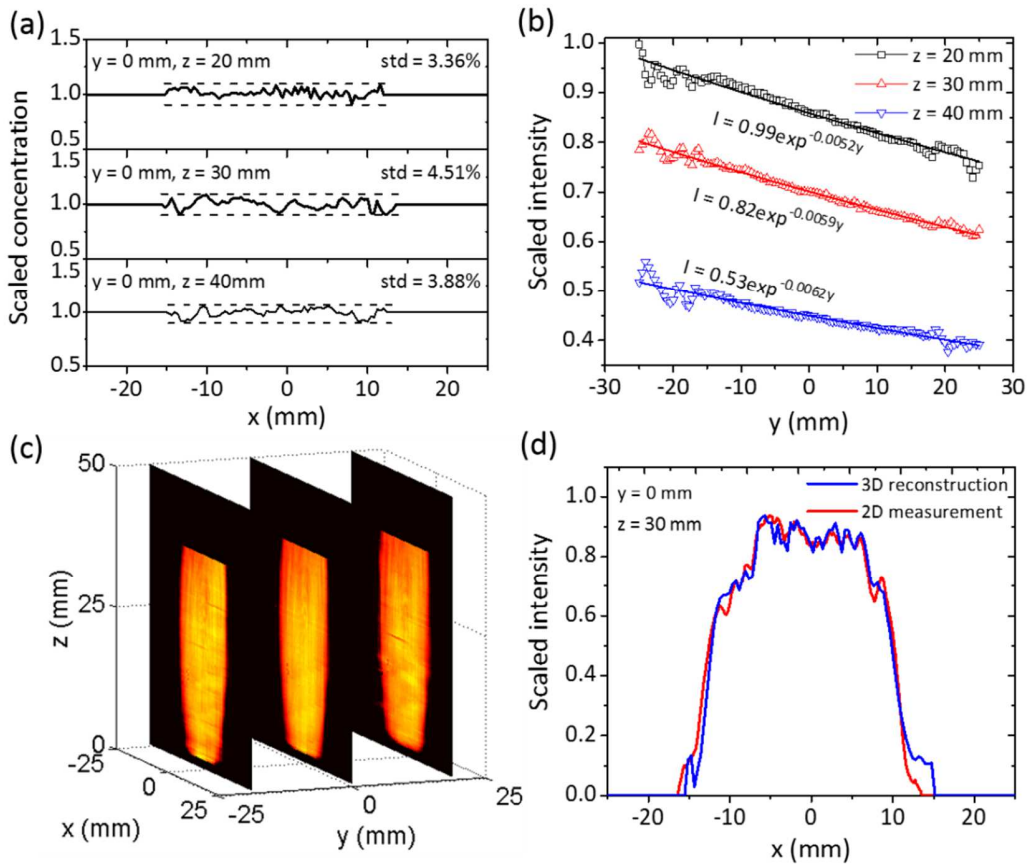 (a)
1.5
y = 0 mm, z = 20 mm std = 3.36%
1.0
0.5
1.5
y = 0 mm, z = 30 mm std = 4.51%
1.0
0.5
1.5
y = 0 mm, z = 40mm std = 3.88%
1.0
0.5
-20 -10 0 10 20
x (mm)
Scaled concentration
(b)
1.0
0.9
0.8
0.7
0.6
0.5
0.4
z = 20 mm
z = 30 mm
z = 40 mm
I = 0.99exp-0.0052y
I = 0.82exp-0.0059y
I = 0.53exp-0.0062y
-30 -20 -10 0 10 20 30
y (mm)
Scaled intensity
(c)
50
25
0
z (mm)
-25
0
25
x (mm)
-25
0
25
y (mm)
(d)
1.0
0.8
0.6
0.4
0.2
0.0
y = 0 mm
z = 30 mm
3D reconstruction
2D measurement
-20 -10 0 10 20
x (mm)
Scaled intensity